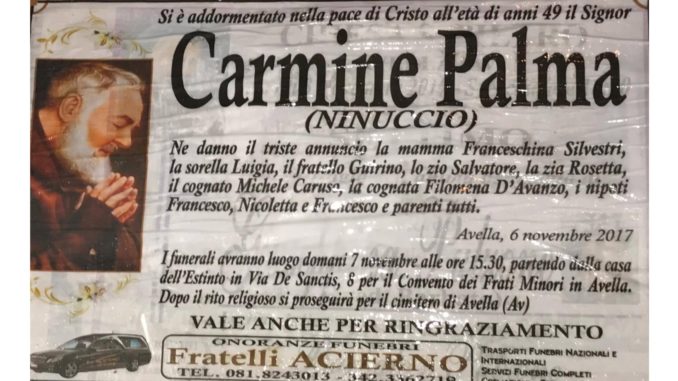 Si è addormentato nella pace di Cristo all'età di anni 49 il Signor
Carmine Palma
(NINUCCIO)
Ne danno il triste annuncio la mamma Franceschina Silvestri,
la sorella Luigia, il fratello Guirino, lo zio Salvatore, la zia Rosetta,
il cognato Michele Caruso, la cognata Filomena D'Avanzo, i nipoti
Francesco, Nicoletta e Francesco e parenti tutti.
Avella, 6 novembre 2017
I funerali avranno luogo domani 7 novembre alle ore 15.30, partendo dalla casa
dell'Estinto in Via De Sanctis, 8 per il Convento dei Frati Minori in Avella.
Dopo il rito religioso si proseguirà per il cimitero di Avella (Av)
VALE ANCHE PER RINGRAZIAMENTO
ONORANZE FUNEBRI
Fratelli ACIERNO
TEL. 081.8243013 -
TRASPORTI FUNEBRI NAZIONALI E
INTERNAZIONALI
SERVIZI FUNEBRI COMPLETI